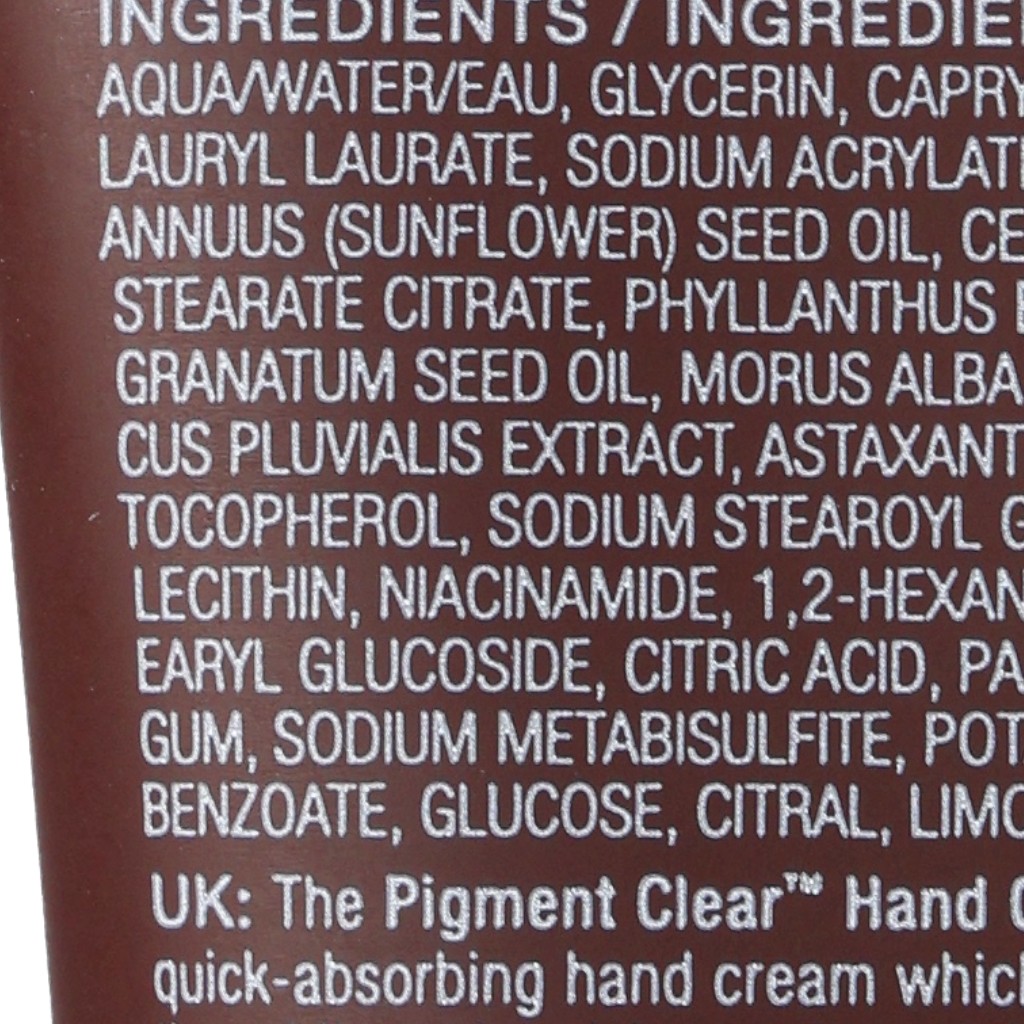 INGREDIENTS / INGREDIE
AQUA/WATER/EAU, GLYCERIN, CAPRY
LAURYL LAURATE, SODIUM ACRYLAT
ANNUUS (SUNFLOWER) SEED OIL, CE
STEARATE CITRATE, PHYLLANTHUS
GRANATUM SEED OIL, MORUS ALBA
CUS PLUVIALIS EXTRACT, ASTAXANT
TOCOPHEROL, SODIUM STEAROYL G
LECITHIN, NIACINAMIDE, 1,2-HEXAN
EARYL GLUCOSIDE, CITRIC ACID, PA
GUM, SODIUM METABISULFITE, POT
BENZOATE, GLUCOSE, CITRAL, LIMO
UK: The Pigment Clear™ Hand C
quick-absorbing hand cream whic